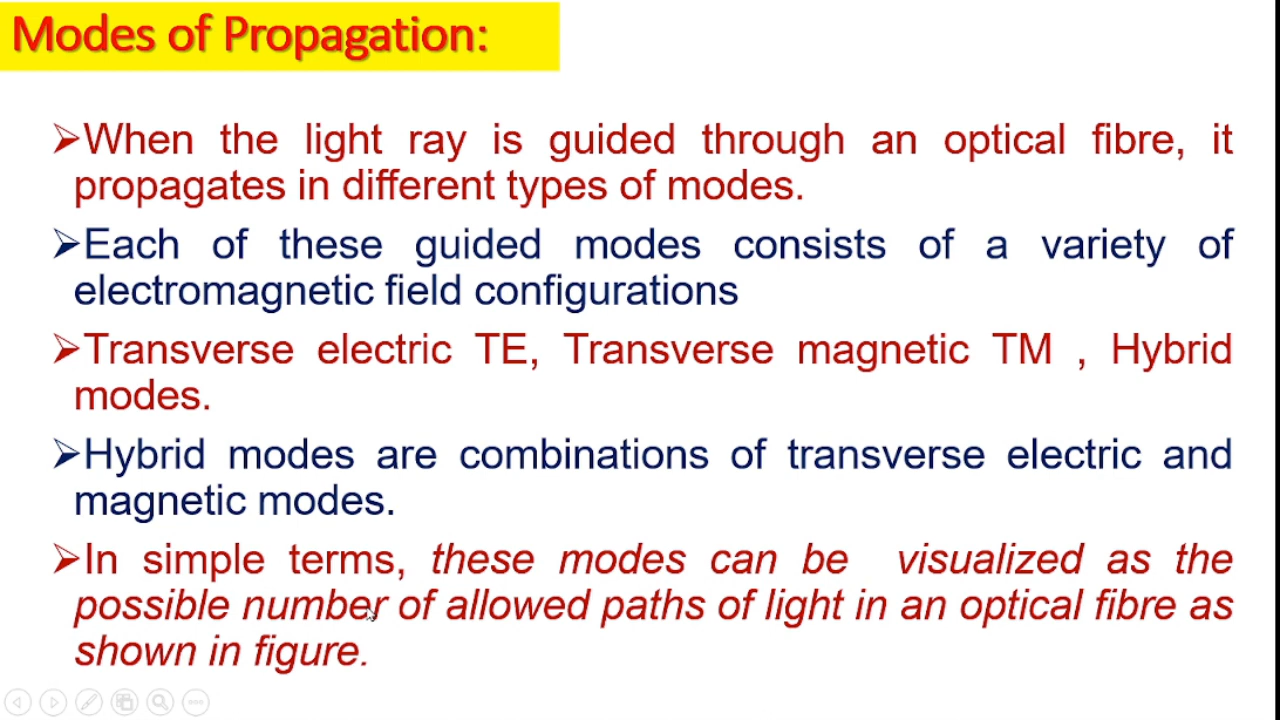 Modes of Propagation:
➢When the light ray is guided through an optical fibre, it
propagates in different types of modes.
➢Each of these guided modes consists of a variety of
electromagnetic field configurations
➢Transverse electric TE, Transverse magnetic TM , Hybrid
modes.
➢Hybrid modes are combinations of transverse electric and
magnetic modes.
➢In simple terms, these modes can be visualized as the
possible number of allowed paths of light in an optical fibre as
shown in figure.